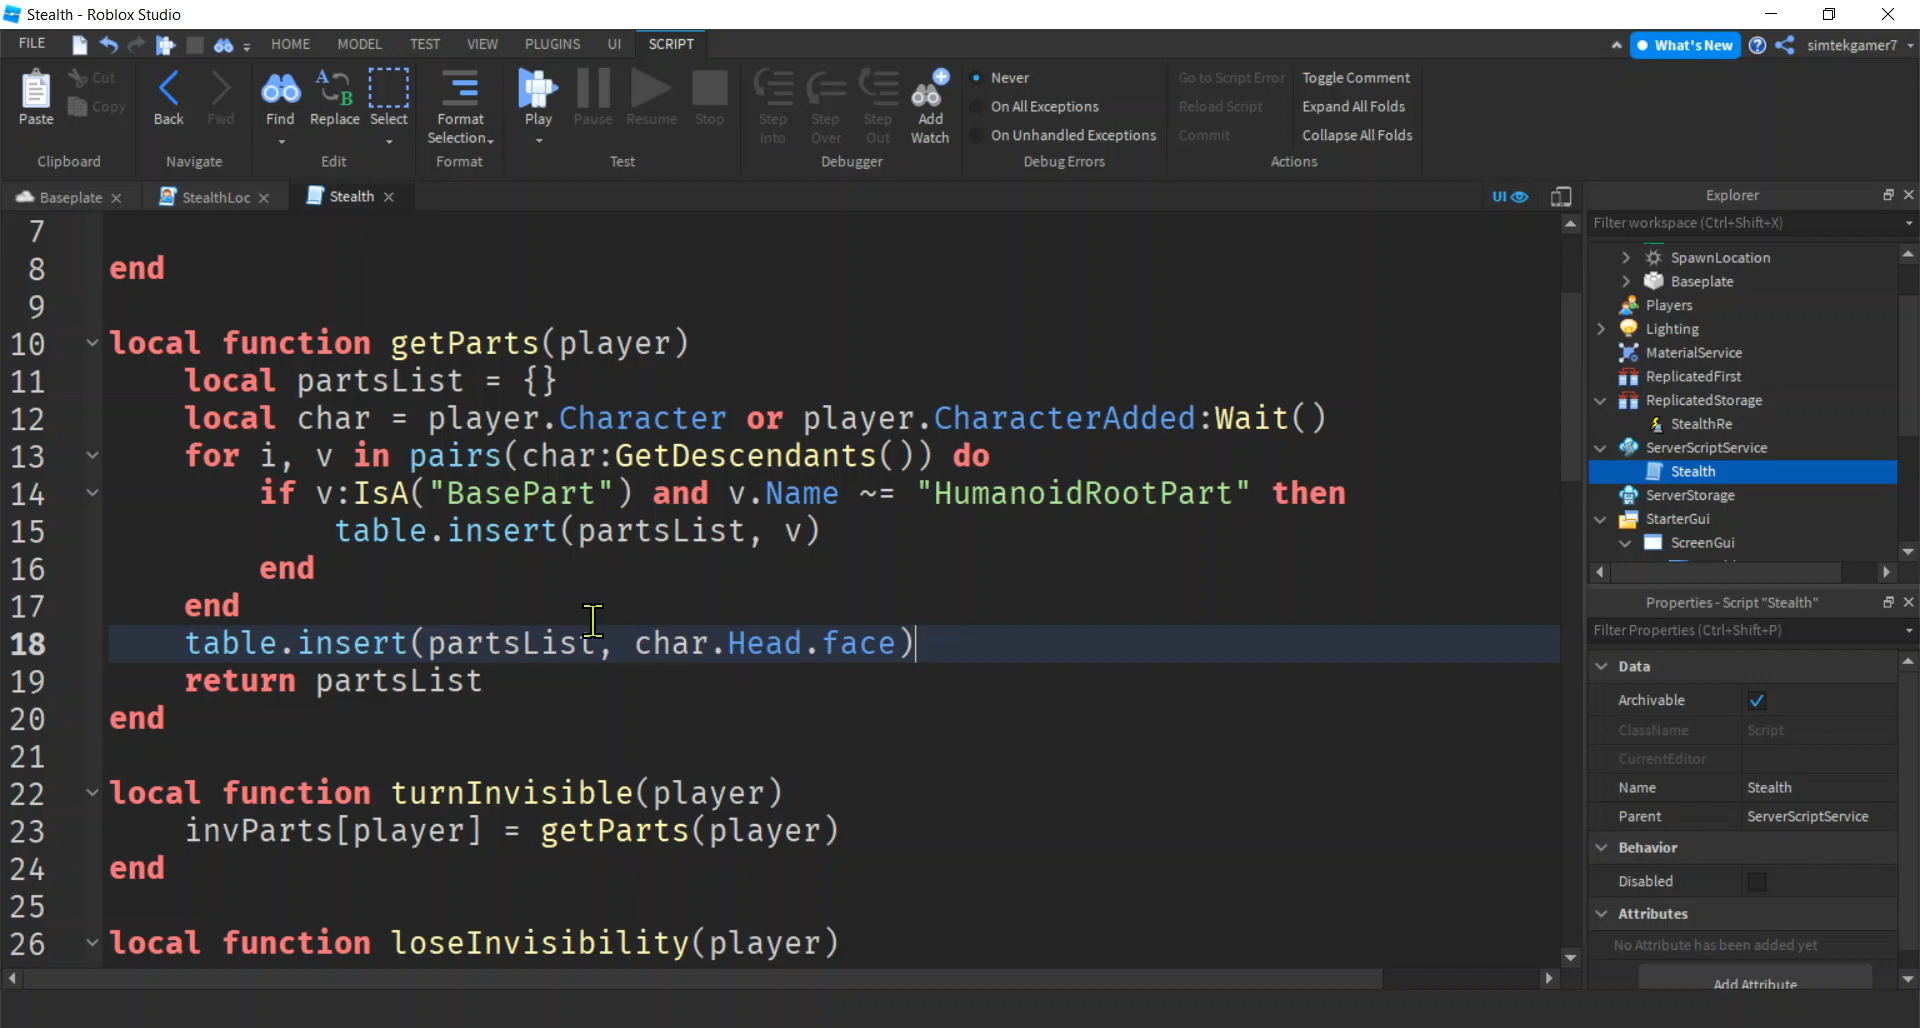 Stealth - Roblox Studio
FILE HOME MODEL TEST VIEW PLUGINS UI SCRIPT What's New simtekgamer7
Paste Cut Copy Clipboard
Back Fwd Navigate
Find Replace Select Edit
Format Selection Format
Play Pause Resume Stop Test
Step Into Step Over Step Out Add Watch Debugger
Never
On All Exceptions
On Unhandled Exceptions
Debug Errors
Go to Script Error Toggle Comment
Reload Script Expand All Folds
Commit Collapse All Folds
Actions
Baseplate StealthLoc Stealth UI
7
8 end
9
10 local function getParts(player)
11 local partsList = {}
12 local char = player.Character or player.CharacterAdded:Wait()
13 for i, v in pairs(char:GetDescendants()) do
14 if v:IsA("BasePart") and v.Name ~= "HumanoidRootPart" then
15 table.insert(partsList, v)
16 end
17 end
18 table.insert(partsList, char.Head.face)
19 return partsList
20 end
21
22 local function turnInvisible(player)
23 invParts[player] = getParts(player)
24 end
25
26 local function loseInvisibility(player)
Explorer
Filter workspace (Ctrl+Shift+X)
SpawnLocation
Baseplate
Players
Lighting
MaterialService
ReplicatedFirst
ReplicatedStorage
StealthRe
ServerScriptService
Stealth
ServerStorage
StarterGui
ScreenGui
Properties - Script "Stealth"
Filter Properties (Ctrl+Shift+P)
Data
Archivable
ClassName Script
CurrentEditor
Name Stealth
Parent ServerScriptService
Behavior
Disabled
Attributes
No Attribute has been added yet
Add Attribute